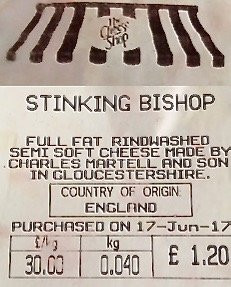 The
Cheese
Shop
STINKING BISHOP
FULL FAT RINDWASHED
SEMI SOFT CHEESE MADE BY
CHARLES MARTELL AND SON
IN GLOUCESTERSHIRE.
COUNTRY OF ORIGIN:
ENGLAND
PURCHASED ON 17-Jun-17
£/kg kg
30.00 0.040 £ 1.20